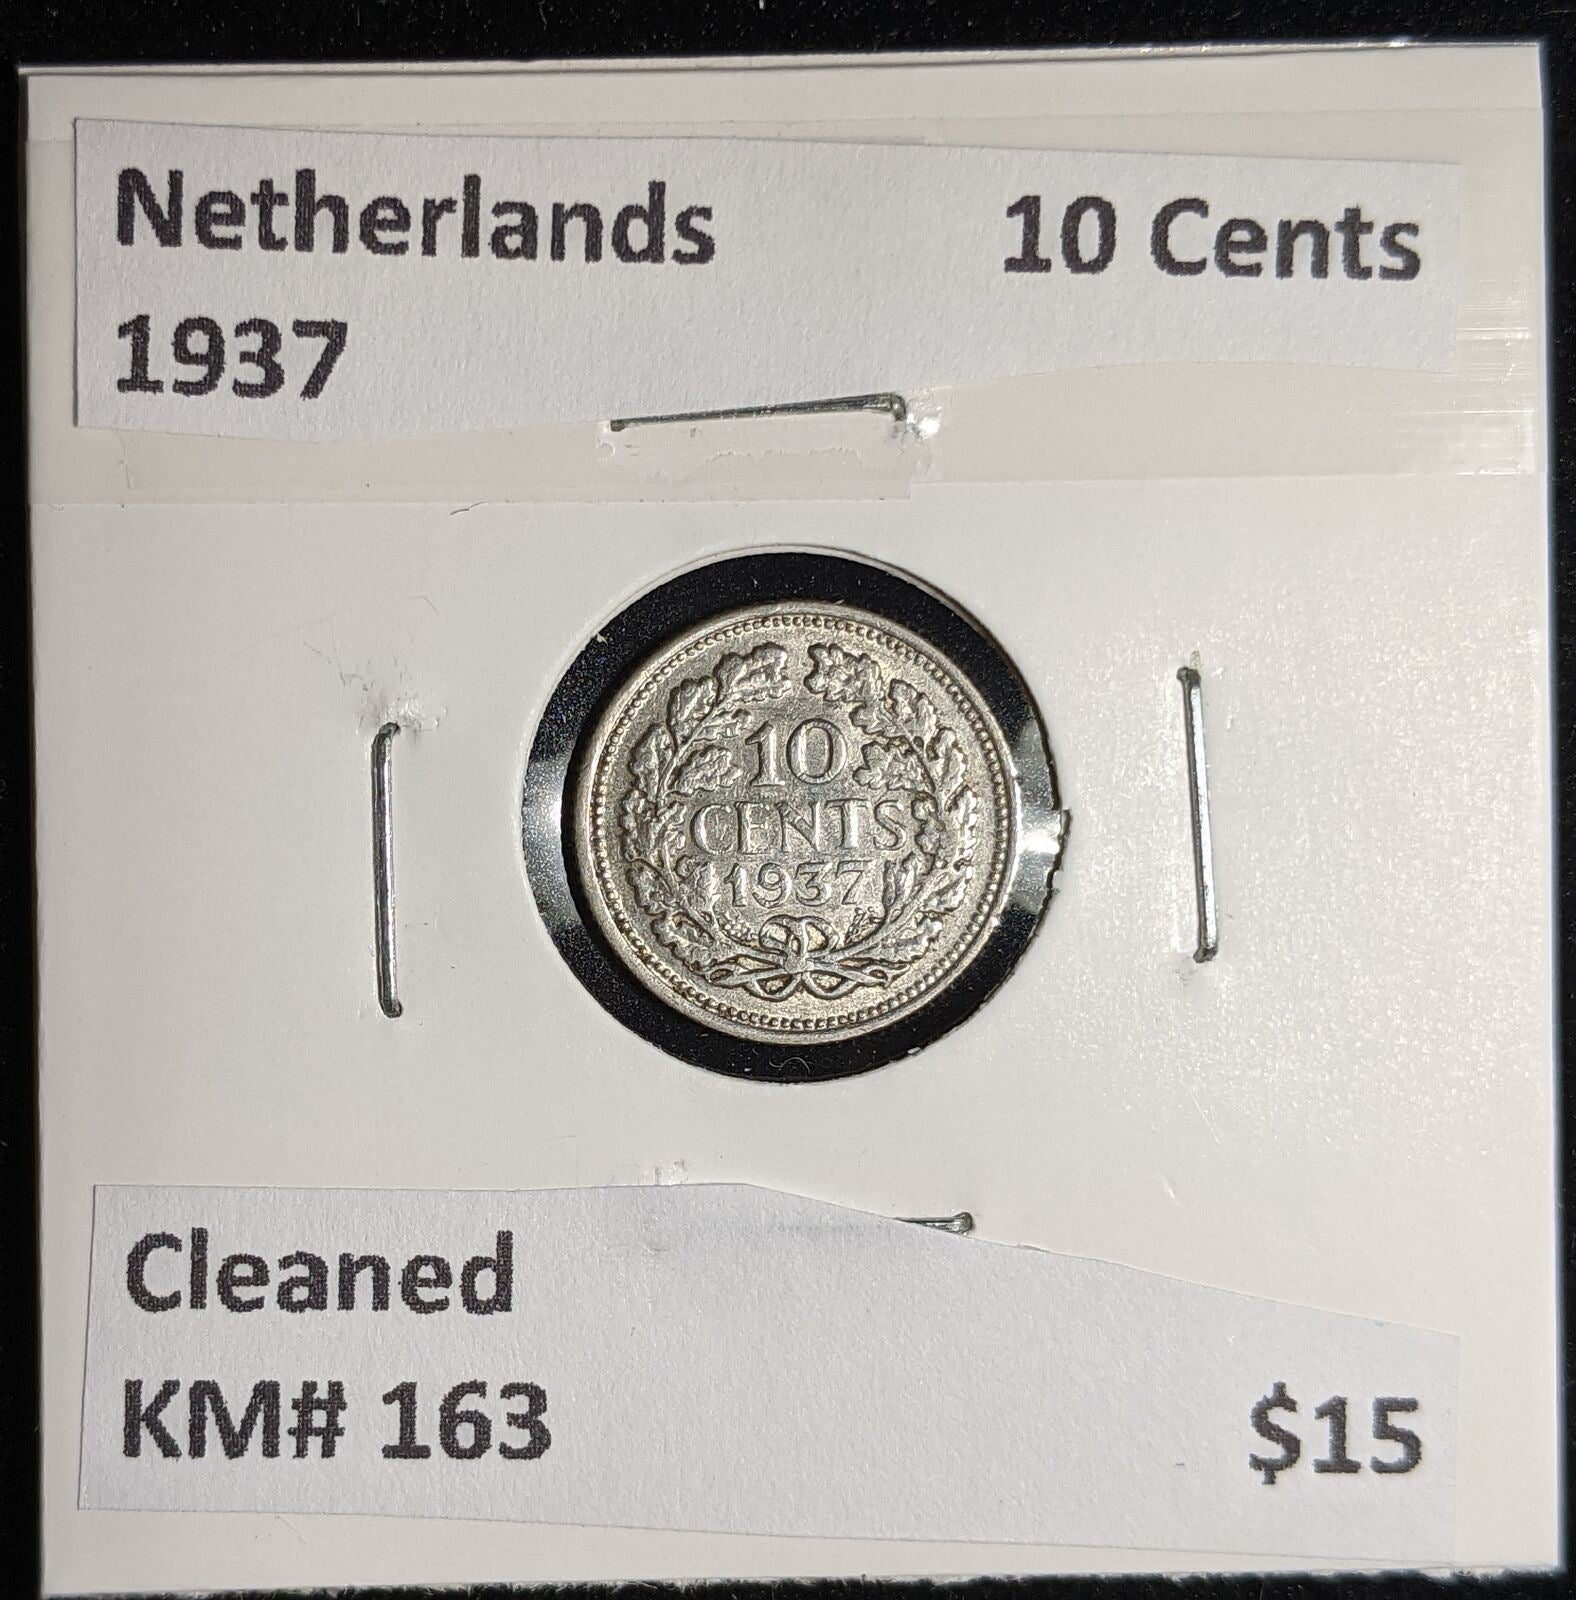 Netherlands 10 Cents
1937
10
CENTS
1937
Cleaned
KM# 163 $15